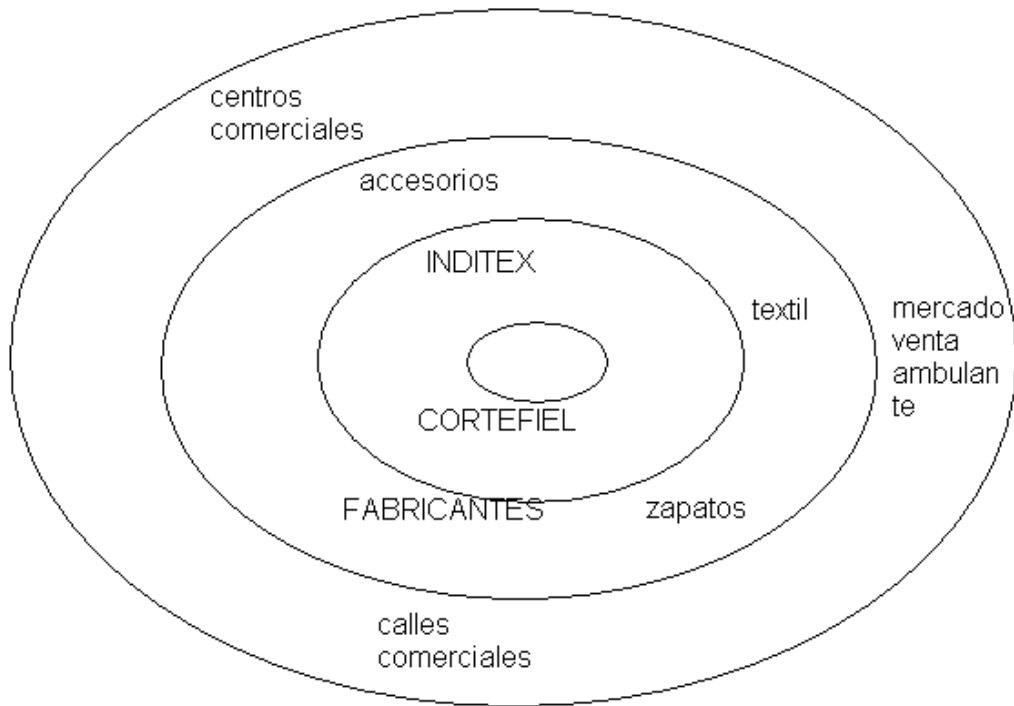 centros
comerciales
accesorios
INDITEX
textil
mercado
venta
ambulan
te
CORTEFIEL
FABRICANTES
zapatos
calles
comerciales